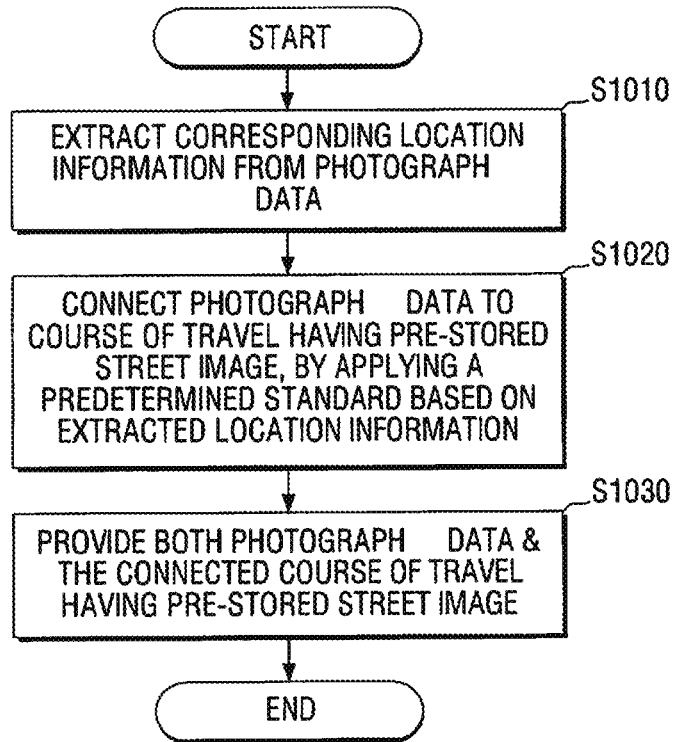 START
S1010
EXTRACT CORRESPONDING LOCATION
INFORMATION FROM PHOTOGRAPH
DATA
S1020
CONNECT PHOTOGRAPH DATA TO
COURSE OF TRAVEL HAVING PRE-STORED
STREET IMAGE, BY APPLYING A
PREDETERMINED STANDARD BASED ON
EXTRACTED LOCATION INFORMATION
S1030
PROVIDE BOTH PHOTOGRAPH DATA &
THE CONNECTED COURSE OF TRAVEL
HAVING PRE-STORED STREET IMAGE
END